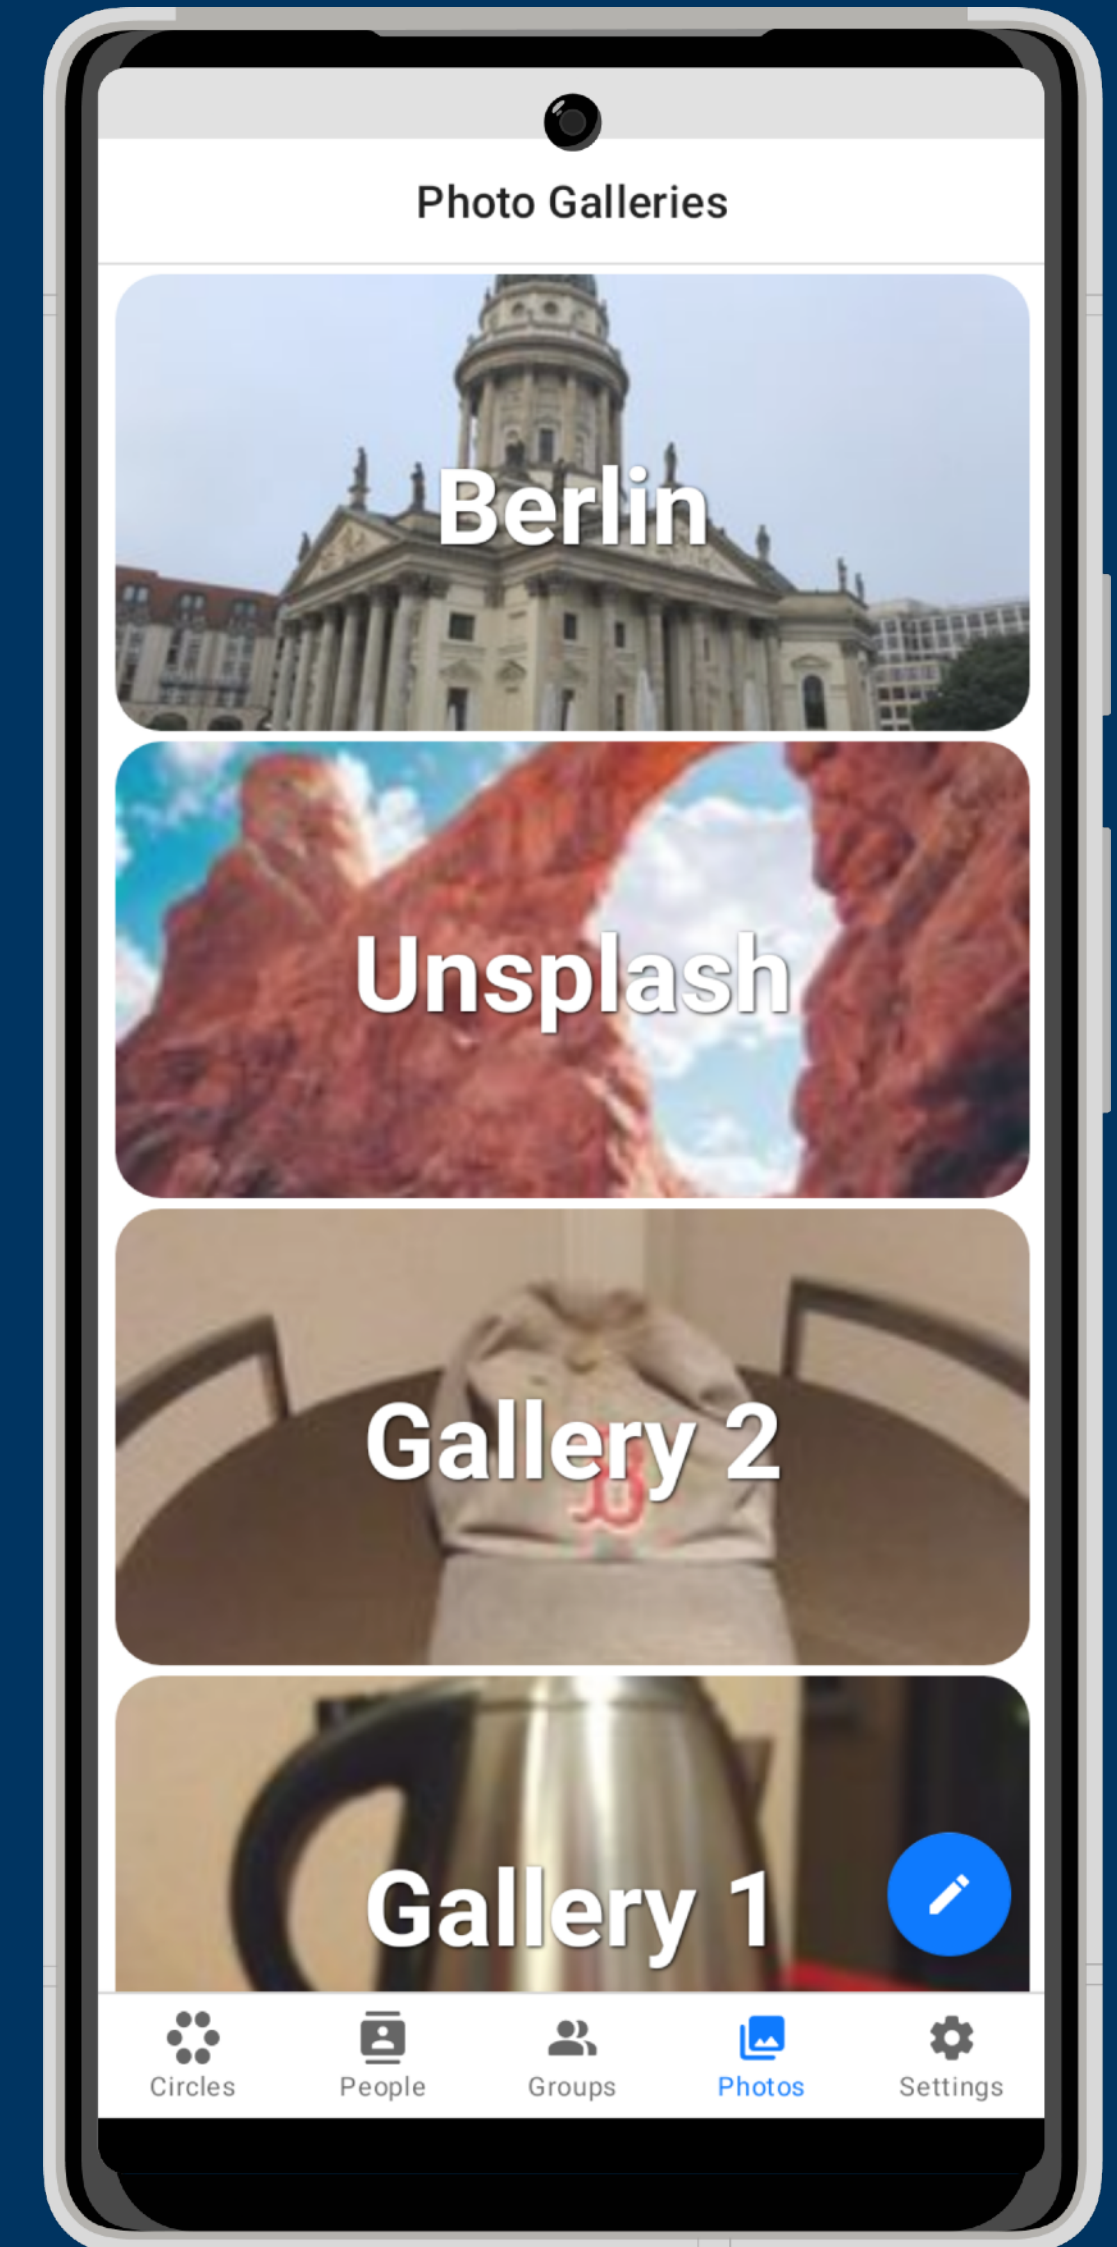 Photo Galleries
Berlin
Unsplash
Gallery 2
B
Gallery 1
Circles
People
Groups
Photos
Settings